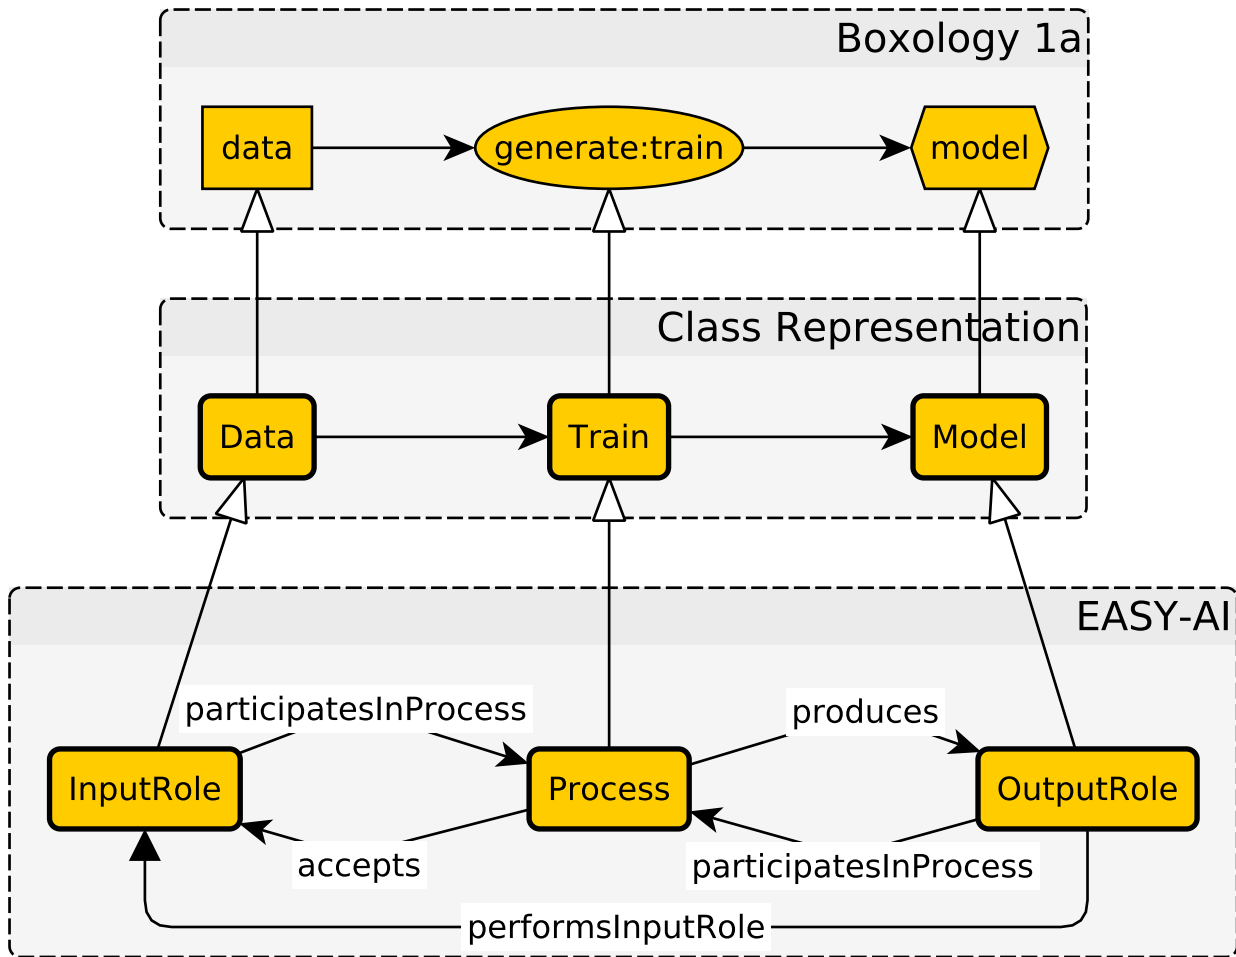 Boxology 1a
data
generate:train
model
Class Representation
Data
Train
Model
EASY-AI
participatesInProcess
produces
InputRole
Process
OutputRole
accepts
participatesInProcess
performsInputRole